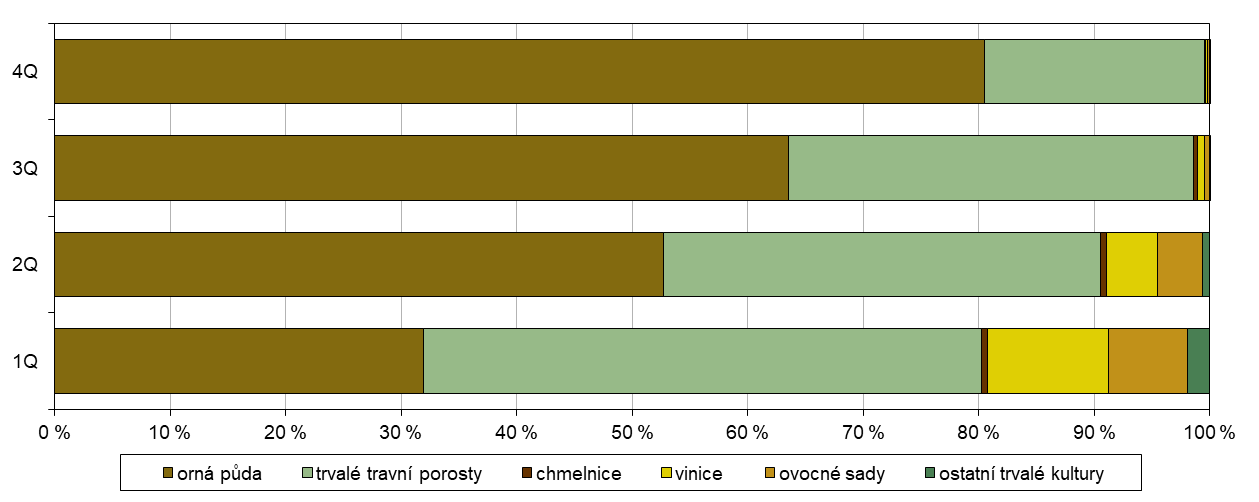 4Q
3Q
2Q
1Q
0 % 10 % 20 % 30 % 40 % 50 % 60 % 70 % 80 % 90 % 100 %
orná půda trvalé travní porosty chmelnice vinice ovocné sady ostatní trvalé kultury